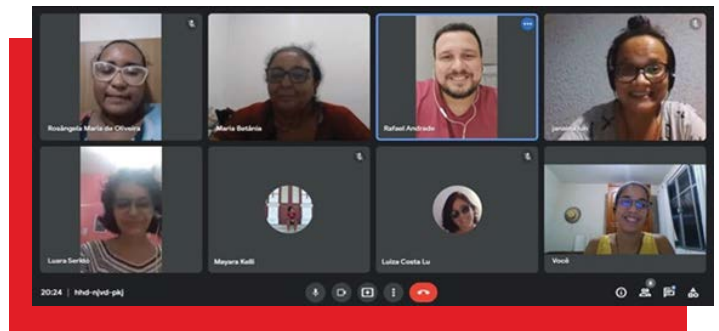 Rosângela Maria de Oliveira
Maria Betânia
Rafael Andrade
Mayara Kelli
Luiza Costa Lu
Você
20:24 | hhd-njvd-pkj
8